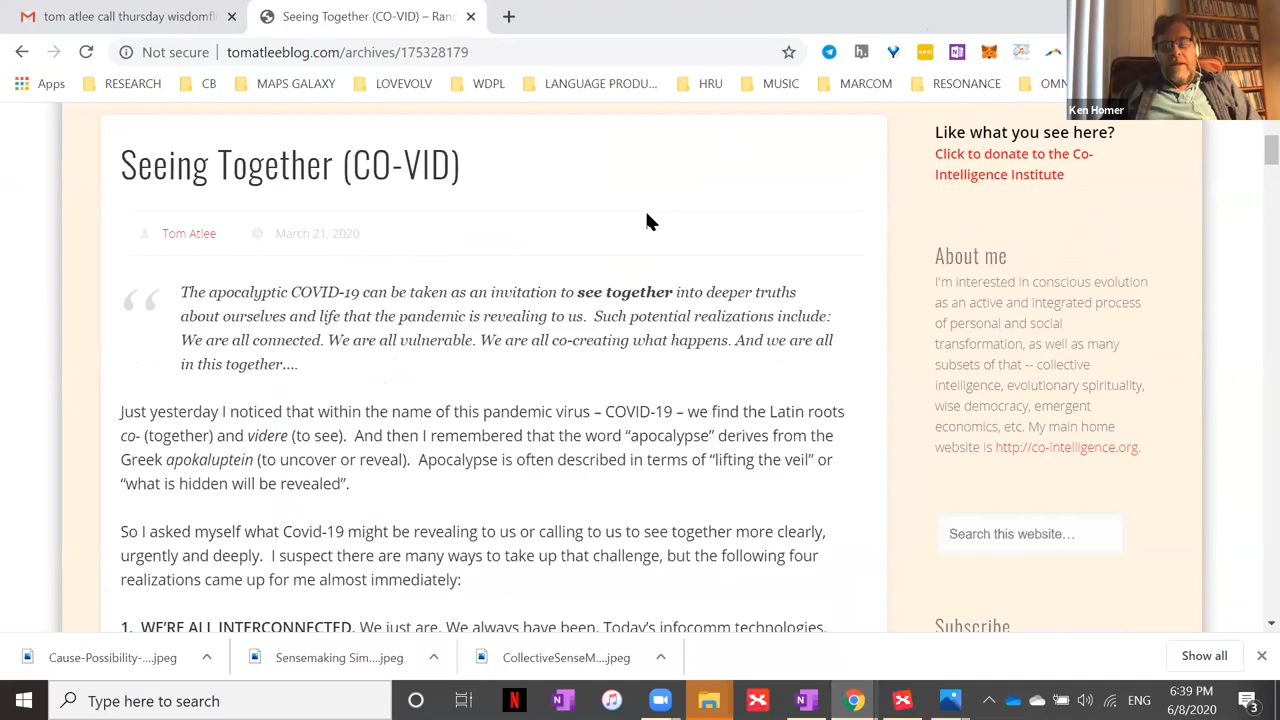 tom atlee call thursday wisdomfl
Seeing Together (CO-VID) – Ran
Not secure
tomatleeblog.com/archives/175328179
Apps
RESEARCH
CB
MAPS GALAXY
LOVEVOLV
WDPL
LANGUAGE PRODU...
HRU
MUSIC
MARCOM
RESONANCE
OMN
Ken Homer
Seeing Together (CO-VID)
Tom Atlee
March 21, 2020
The apocalyptic COVID-19 can be taken as an invitation to see together into deeper truths
about ourselves and life that the pandemic is revealing to us.  Such potential realizations include:
We are all connected. We are all vulnerable. We are all co-creating what happens. And we are all
in this together….
Just yesterday I noticed that within the name of this pandemic virus – COVID-19 – we find the Latin roots
co- (together) and videre (to see).  And then I remembered that the word “apocalypse” derives from the
Greek apokaluptein (to uncover or reveal).  Apocalypse is often described in terms of “lifting the veil” or
“what is hidden will be revealed”.
So I asked myself what Covid-19 might be revealing to us or calling to us to see together more clearly,
urgently and deeply.  I suspect there are many ways to take up that challenge, but the following four
realizations came up for me almost immediately:
1.  WE’RE ALL INTERCONNECTED. We just are. We always have been. Today’s infocomm technologies,
Like what you see here?
Click to donate to the Co-
Intelligence Institute
About me
I'm interested in conscious evolution
as an active and integrated process
of personal and social
transformation, as well as many
subsets of that -- collective
intelligence, evolutionary spirituality,
wise democracy, emergent
economics, etc. My main home
website is http://co-intelligence.org.
Search this website…
Subscribe
Cause-Possibility-....jpeg
Sensemaking Sim....jpeg
CollectiveSenseM....jpeg
Show all
Type here to search
ENG
6:39 PM
6/8/2020
3